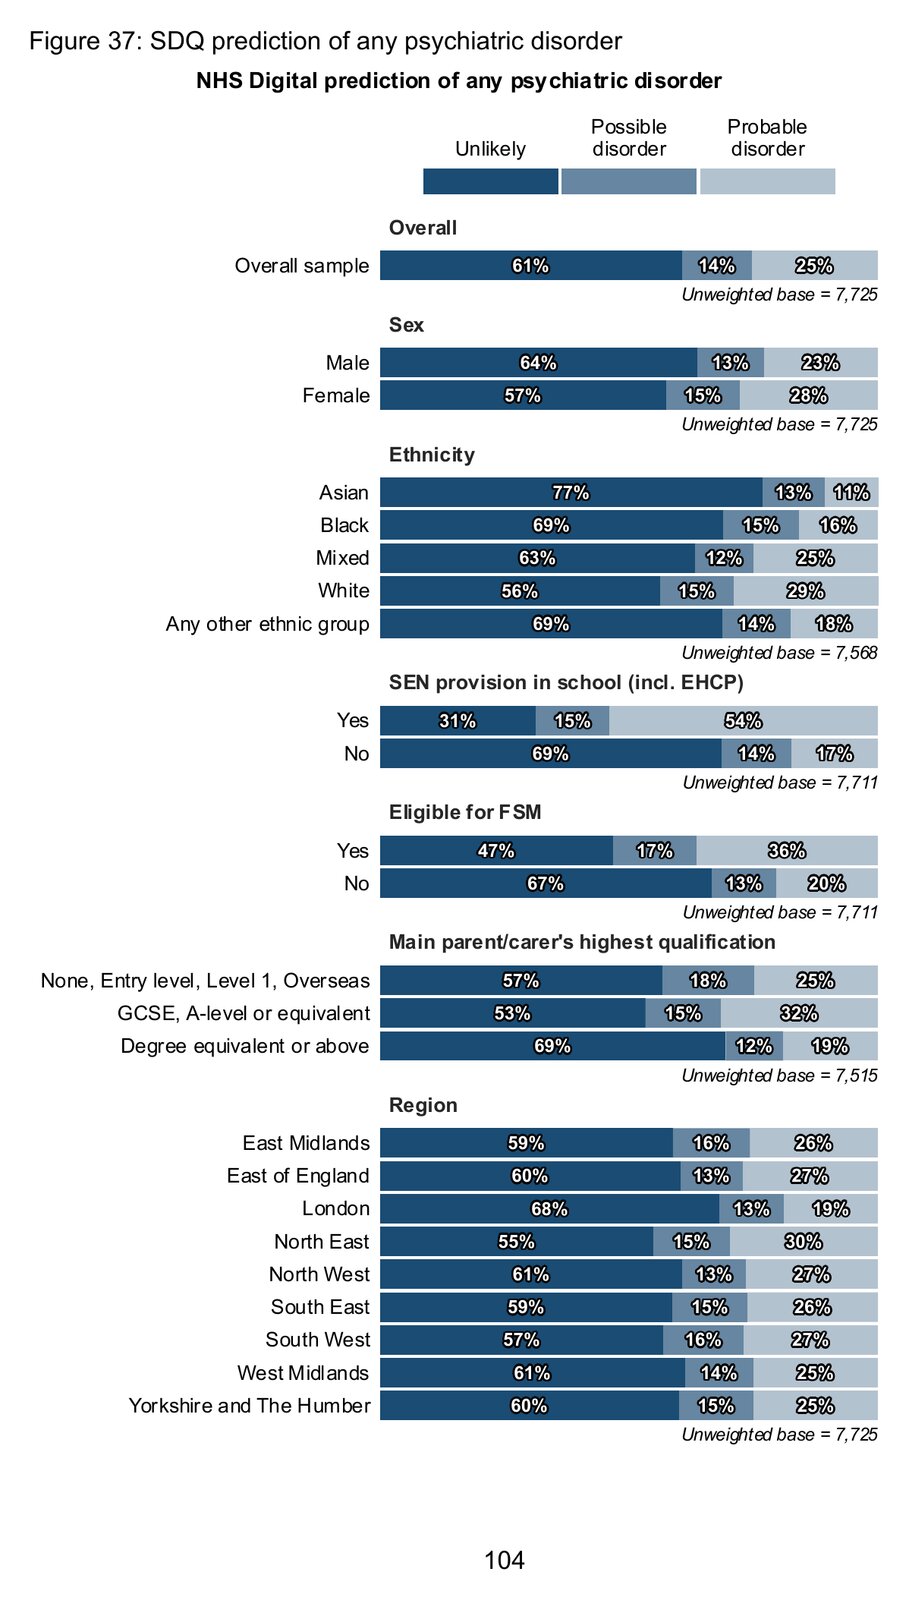 Figure 37: SDQ prediction of any psychiatric disorder
NHS Digital prediction of any psychiatric disorder
Unlikely
Possible
disorder
Probable
disorder
Overall
Overall sample 61% 14% 25%
Unweighted base = 7,725
Sex
Male 64% 13% 23%
Female 57% 15% 28%
Unweighted base = 7,725
Ethnicity
Asian 77% 13% 11%
Black 69% 15% 16%
Mixed 63% 12% 25%
White 56% 15% 29%
Any other ethnic group 69% 14% 18%
Unweighted base = 7,568
SEN provision in school (incl. EHCP)
Yes 31% 15% 54%
No 69% 14% 17%
Unweighted base = 7,711
Eligible for FSM
Yes 47% 17% 36%
No 67% 13% 20%
Unweighted base = 7,711
Main parent/carer's highest qualification
None, Entry level, Level 1, Overseas 57% 18% 25%
GCSE, A-level or equivalent 53% 15% 32%
Degree equivalent or above 69% 12% 19%
Unweighted base = 7,515
Region
East Midlands 59% 16% 26%
East of England 60% 13% 27%
London 68% 13% 19%
North East 55% 15% 30%
North West 61% 13% 27%
South East 59% 15% 26%
South West 57% 16% 27%
West Midlands 61% 14% 25%
Yorkshire and The Humber 60% 15% 25%
Unweighted base = 7,725
104